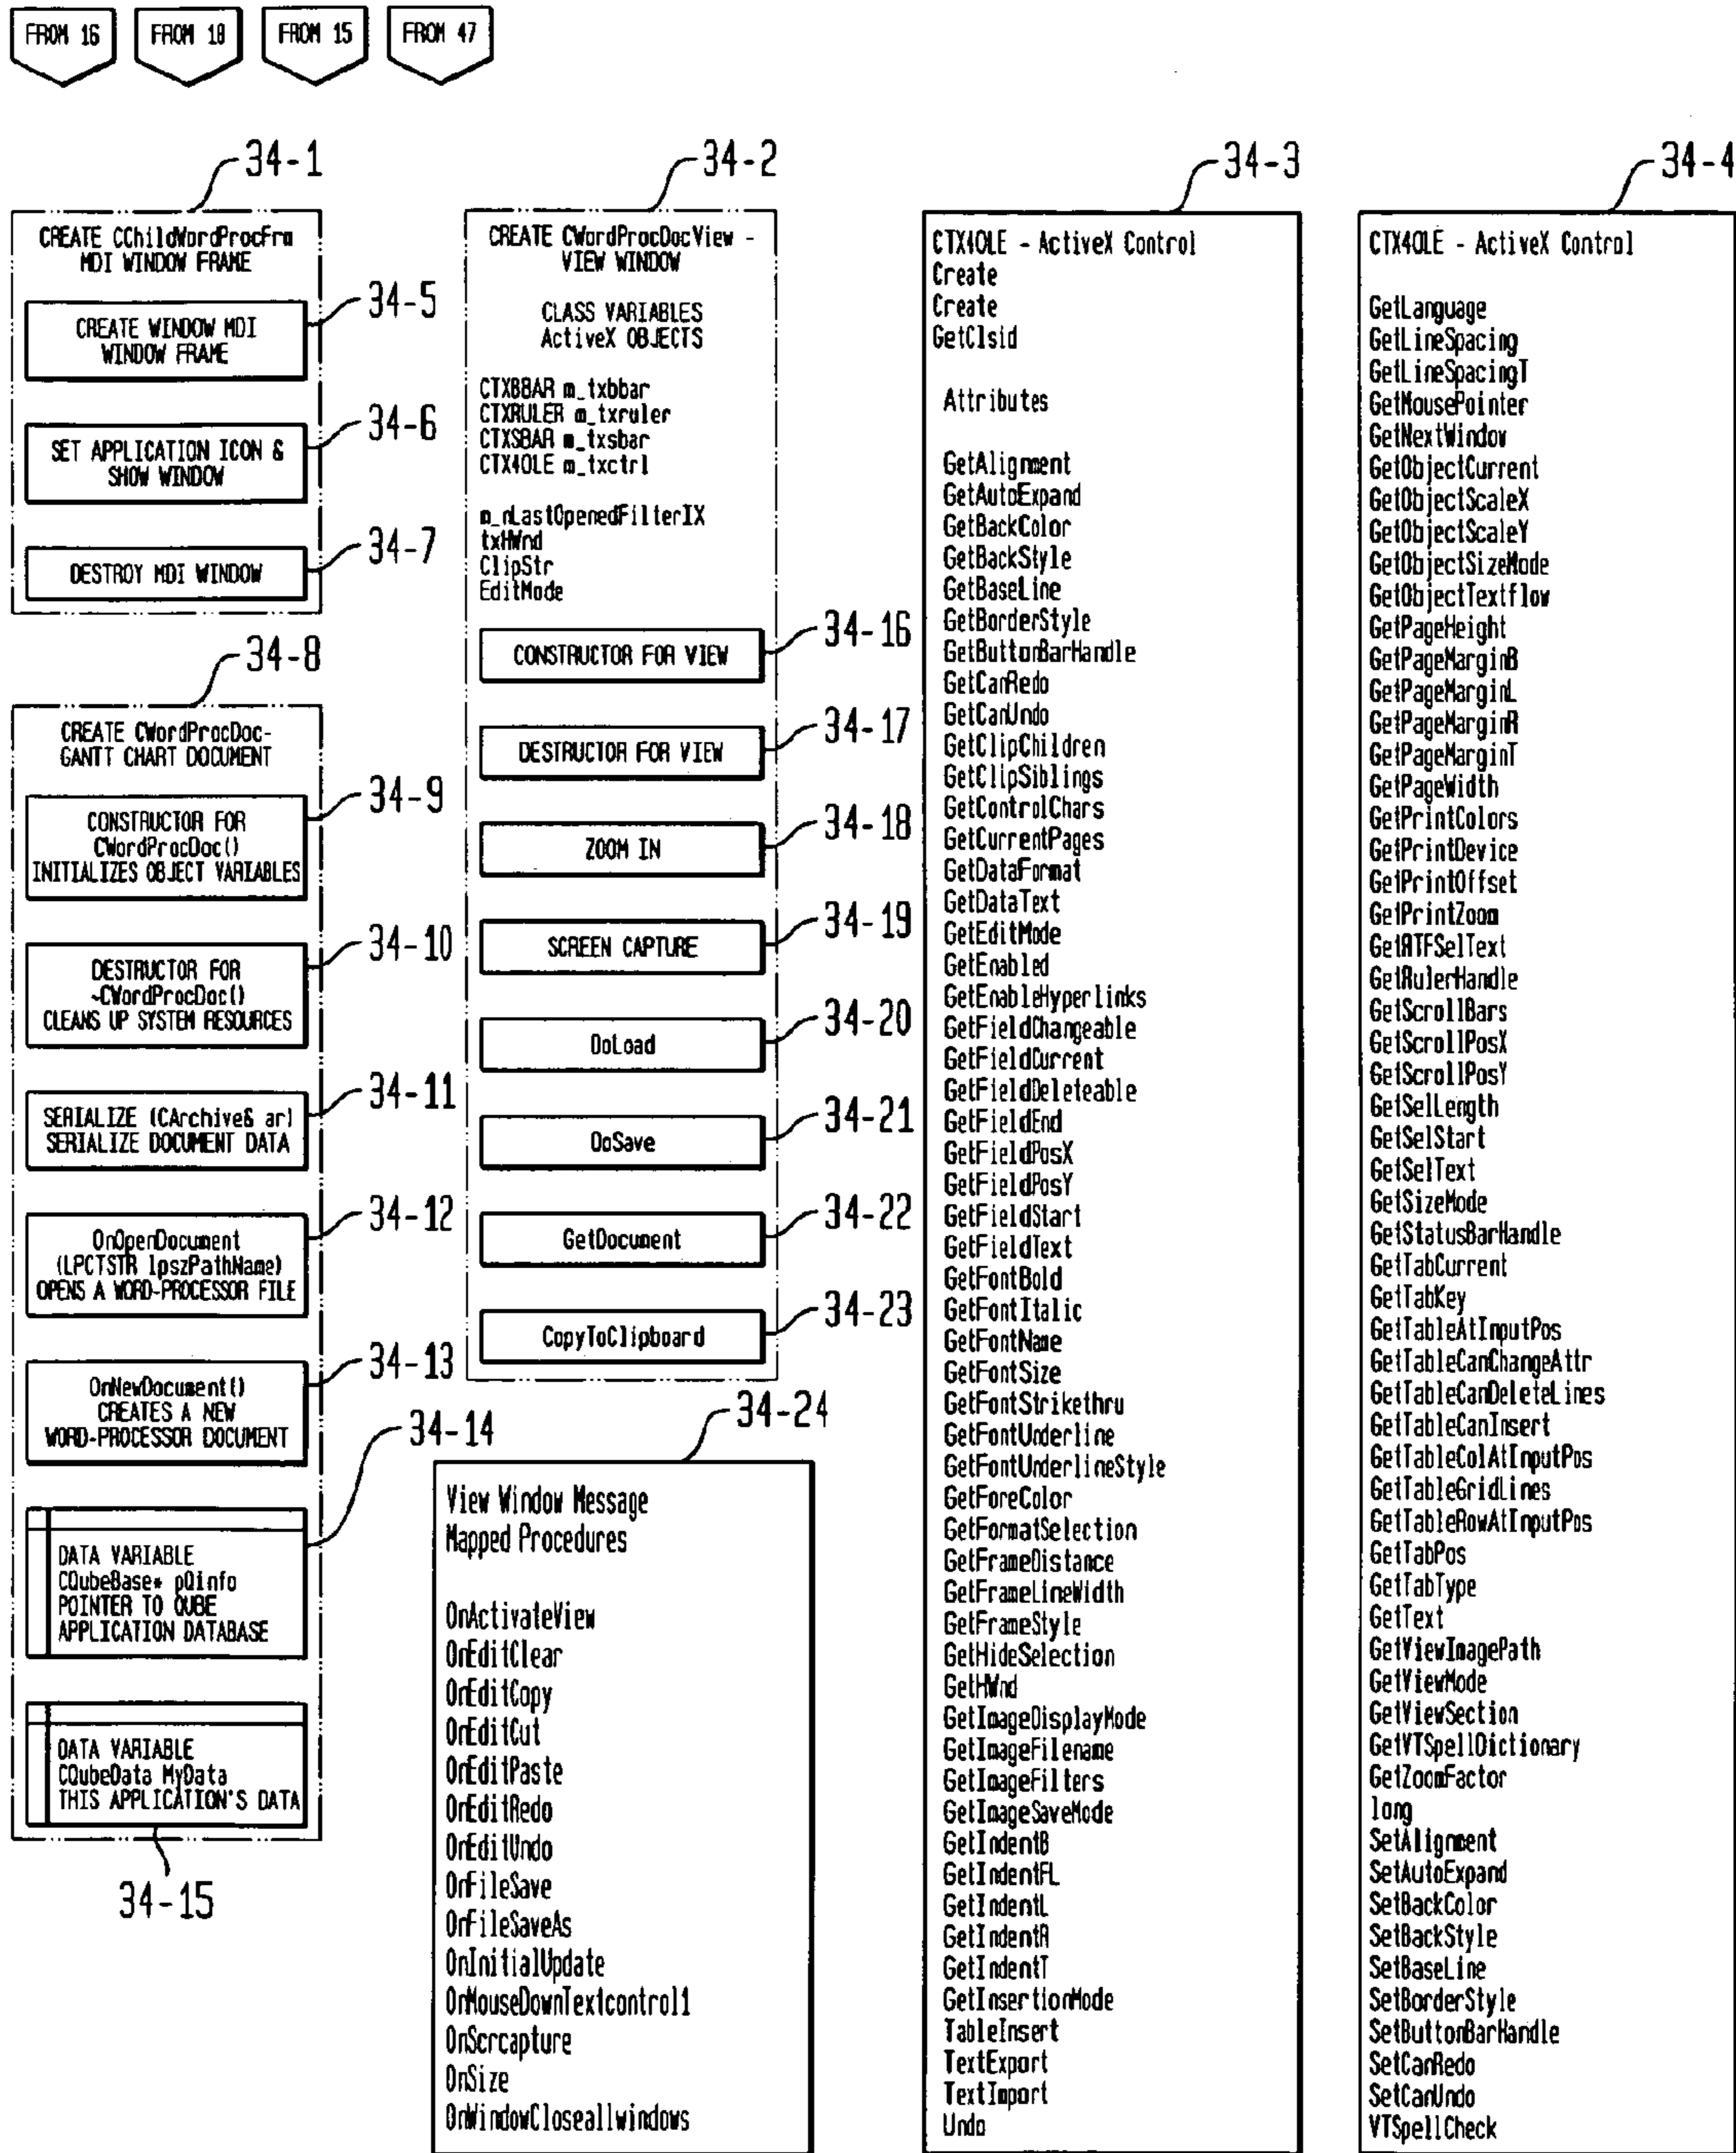 FROM 16
FROM 18
FROM 15
FROM 47
34-1
CREATE CChildWordProcFrm
MDI WINDOW FRAME
34-5
CREATE WINDOW MDI
WINDOW FRAME
34-6
SET APPLICATION ICON &
SHOW WINDOW
34-7
DESTROY MDI WINDOW
34-8
CREATE CWordProcDoc-
GANTT CHART DOCUMENT
34-9
CONSTRUCTOR FOR
CWordProcDoc()
INITIALIZES OBJECT VARIABLES
34-10
DESTRUCTOR FOR
~CWordProcDoc()
CLEANS UP SYSTEM RESOURCES
34-11
SERIALIZE (CArchive& ar)
SERIALIZE DOCUMENT DATA
34-12
OnOpenDocument
(LPCTSTR lpszPathName)
OPENS A WORD-PROCESSOR FILE
34-13
OnNewDocument()
CREATES A NEW
WORD-PROCESSOR DOCUMENT
34-14
DATA VARIABLE
CQubeBase* pQinfo
POINTER TO QUBE
APPLICATION DATABASE
DATA VARIABLE
CQubeData MyData
THIS APPLICATION'S DATA
34-15
34-2
CREATE CWordProcDocView -
VIEW WINDOW
CLASS VARIABLES
ActiveX OBJECTS
CTXBBAR m_txbbar
CTXRULER m_txruler
CTXSBAR m_txsbar
CTX4OLE m_txctrl
m_nLastOpenedFilterIX
txHWnd
ClipStr
EditMode
34-16
CONSTRUCTOR FOR VIEW
34-17
DESTRUCTOR FOR VIEW
34-18
ZOOM IN
34-19
SCREEN CAPTURE
34-20
DoLoad
34-21
DoSave
34-22
GetDocument
34-23
CopyToClipboard
34-24
View Window Message
Mapped Procedures
OnActivateView
OnEditClear
OnEditCopy
OnEditCut
OnEditPaste
OnEditRedo
OnEditUndo
OnFileSave
OnFileSaveAs
OnInitialUpdate
OnMouseDownTextcontrol1
OnScrcapture
OnSize
OnWindowCloseallwindows
34-3
CTX4OLE - ActiveX Control
Create
Create
GetClsid
Attributes
GetAlignment
GetAutoExpand
GetBackColor
GetBackStyle
GetBaseLine
GetBorderStyle
GetButtonBarHandle
GetCanRedo
GetCanUndo
GetClipChildren
GetClipSiblings
GetControlChars
GetCurrentPages
GetDataFormat
GetDataText
GetEditMode
GetEnabled
GetEnableHyperlinks
GetFieldChangeable
GetFieldCurrent
GetFieldDeleteable
GetFieldEnd
GetFieldPosX
GetFieldPosY
GetFieldStart
GetFieldText
GetFontBold
GetFontItalic
GetFontName
GetFontSize
GetFontStrikethru
GetFontUnderline
GetFontUnderlineStyle
GetForeColor
GetFormatSelection
GetFrameDistance
GetFrameLineWidth
GetFrameStyle
GetHideSelection
GetHWnd
GetImageDisplayMode
GetImageFilename
GetImageFilters
GetImageSaveMode
GetIndentB
GetIndentFL
GetIndentL
GetIndentR
GetIndentT
GetInsertionMode
TableInsert
TextExport
TextImport
Undo
34-4
CTX4OLE - ActiveX Control
GetLanguage
GetLineSpacing
GetLineSpacingT
GetMousePointer
GetNextWindow
GetObjectCurrent
GetObjectScaleX
GetObjectScaleY
GetObjectSizeMode
GetObjectTextflow
GetPageHeight
GetPageMarginB
GetPageMarginL
GetPageMarginR
GetPageMarginT
GetPageWidth
GetPrintColors
GetPrintDevice
GetPrintOffset
GetPrintZoom
GetRTFSelText
GetRulerHandle
GetScrollBars
GetScrollPosX
GetScrollPosY
GetSelLength
GetSelStart
GetSelText
GetSizeMode
GetStatusBarHandle
GetTabCurrent
GetTabKey
GetTableAtInputPos
GetTableCanChangeAttr
GetTableCanDeleteLines
GetTableCanInsert
GetTableColAtInputPos
GetTableGridLines
GetTableRowAtInputPos
GetTabPos
GetTabType
GetText
GetViewImagePath
GetViewMode
GetViewSection
GetVTSpellDictionary
GetZoomFactor
long
SetAlignment
SetAutoExpand
SetBackColor
SetBackStyle
SetBaseLine
SetBorderStyle
SetButtonBarHandle
SetCanRedo
SetCanUndo
VTSpellCheck